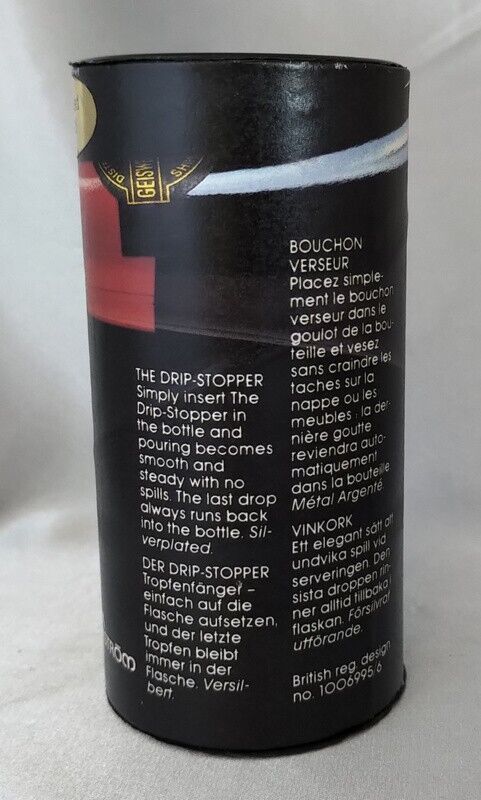 GEISW
THE DRIP-STOPPER
Simply insert The
Drip-Stopper in
the bottle and
pouring becomes
smooth and
steady with no
spills. The last drop
always runs back
into the bottle. Sil-
verplated.
DER DRIP-STOPPER
Tropfenfänger –
einfach auf die
Flasche aufsetzen,
und der letzte
Tropfen bleibt
immer in der
Flasche. Versil-
bert.
BOUCHON
VERSEUR
Placez simple-
ment le bouchon
verseur dans le
goulot de la bou-
teille et vesez
sans craindre les
taches sur la
nappe ou les
meubles : la der-
nière goutte
reviendra auto-
matiquement
dans la bouteille
Métal Argenté.
VINKORK
Ett elegant sätt att
undvika spill vid
serveringen. Den
sista droppen rin-
ner alltid tillbaka i
flaskan. Försilvrat
utförande.
British reg. design
no. 1006995/6